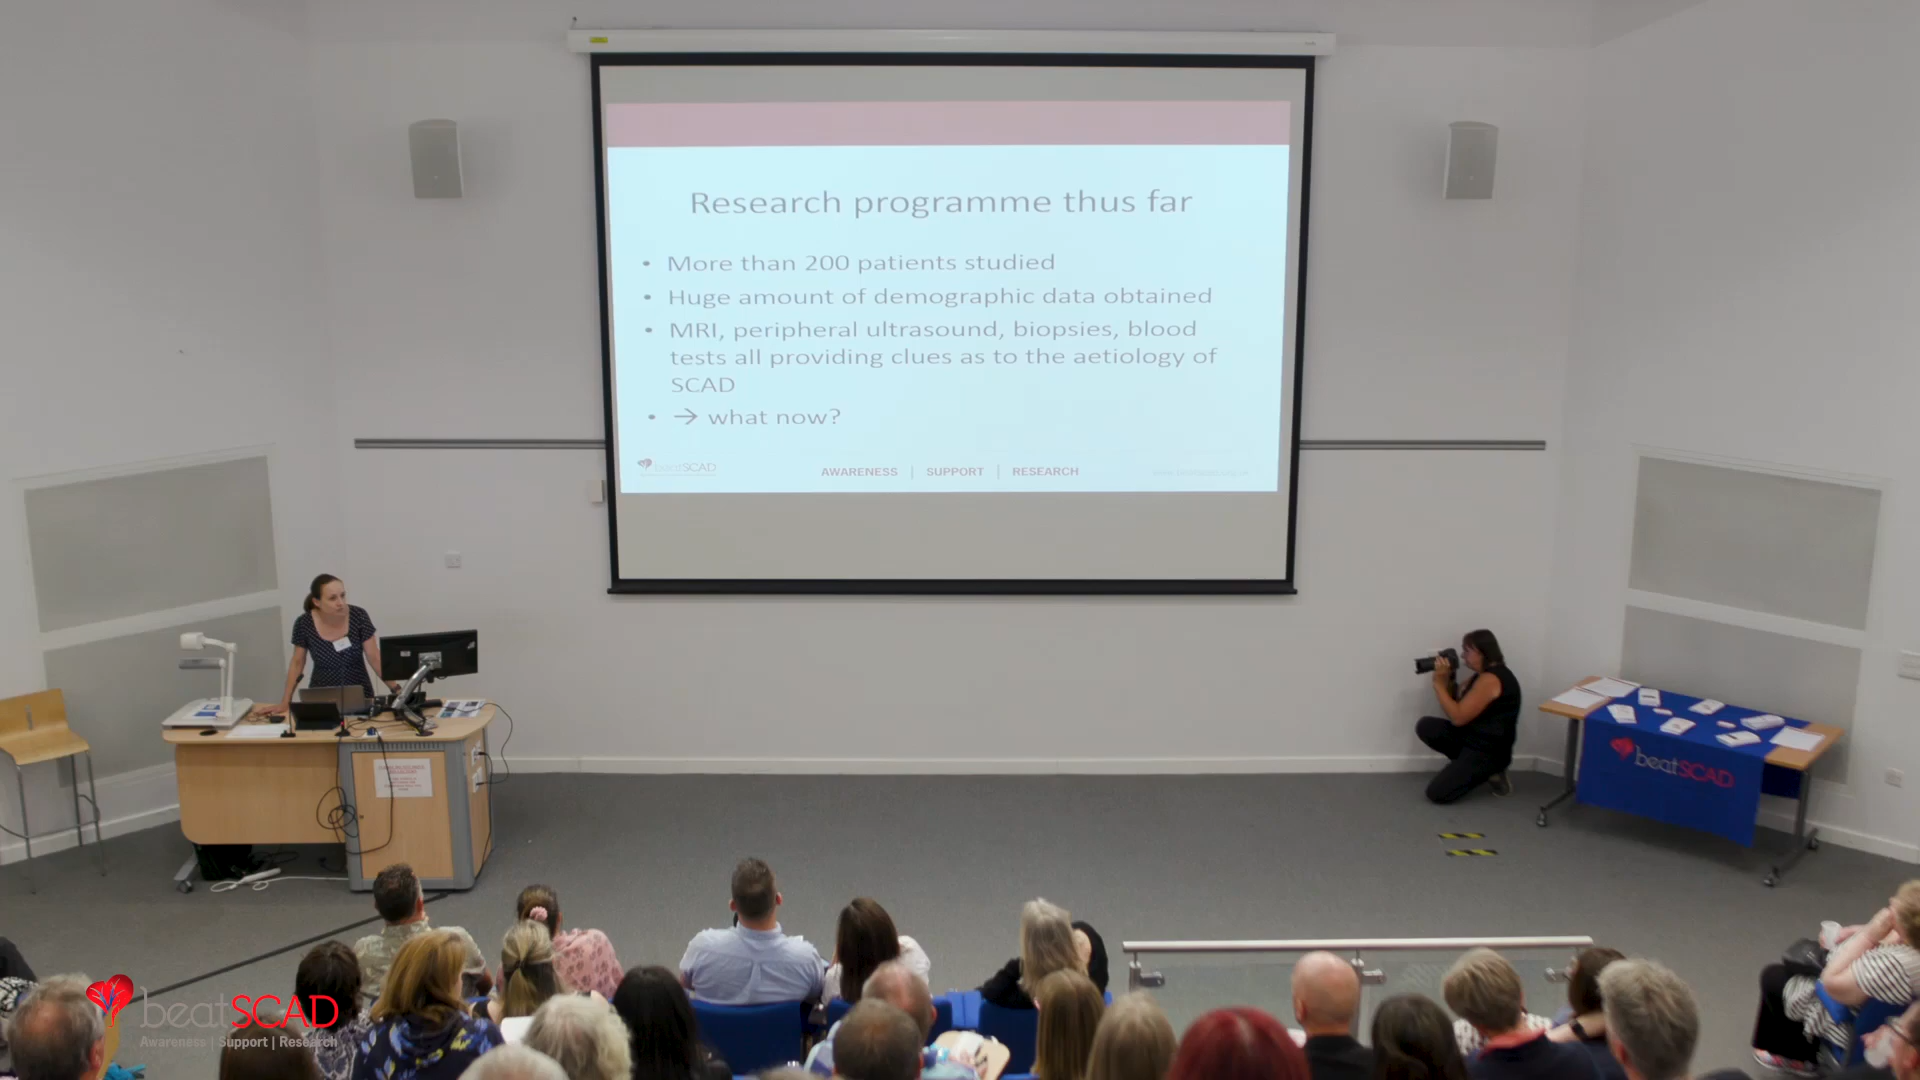 Research programme thus far
• More than 200 patients studied
• Huge amount of demographic data obtained
• MRI, peripheral ultrasound, biopsies, blood
tests all providing clues as to the aetiology of
SCAD
• → what now?
beatSCAD
AWARENESS | SUPPORT | RESEARCH
beatSCAD
beatSCAD
Awareness | Support | Research